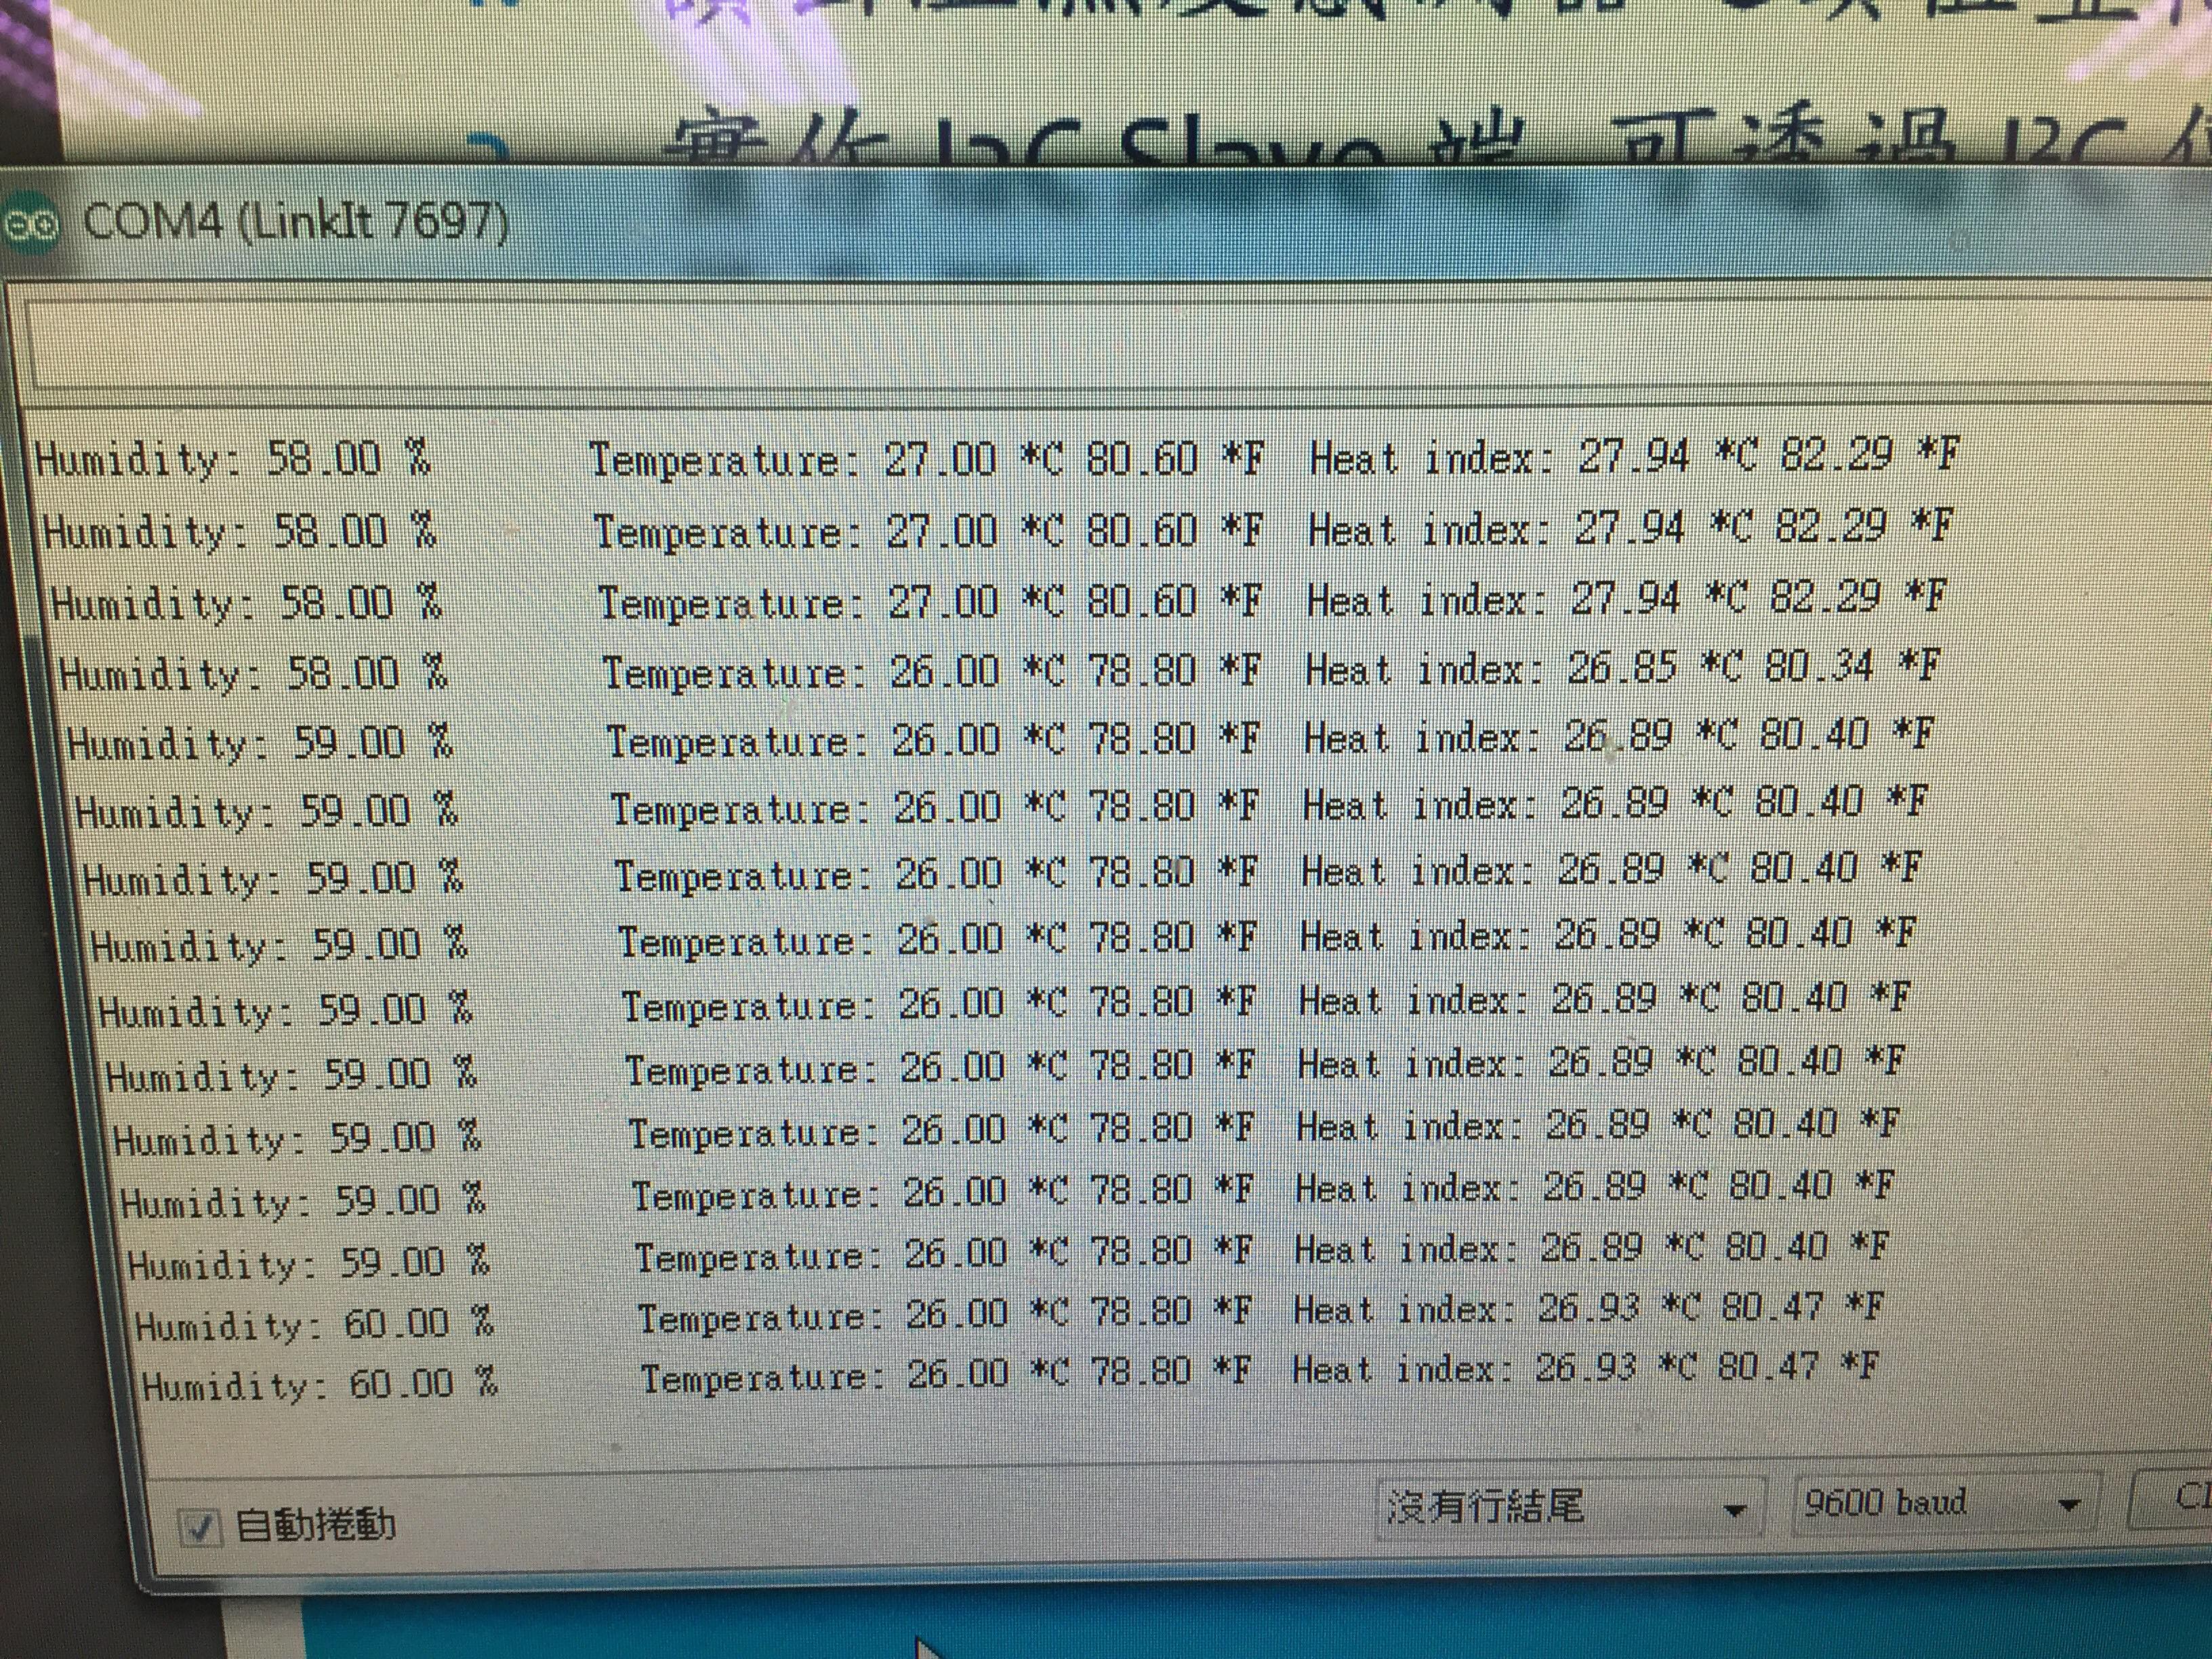 實作 I2C Slave 端 可透過 I2C
COM4 (LinkIt 7697)
Humidity: 58.00 % Temperature: 27.00 *C 80.60 *F Heat index: 27.94 *C 82.29 *F
Humidity: 58.00 % Temperature: 27.00 *C 80.60 *F Heat index: 27.94 *C 82.29 *F
Humidity: 58.00 % Temperature: 27.00 *C 80.60 *F Heat index: 27.94 *C 82.29 *F
Humidity: 58.00 % Temperature: 26.00 *C 78.80 *F Heat index: 26.85 *C 80.34 *F
Humidity: 59.00 % Temperature: 26.00 *C 78.80 *F Heat index: 26.89 *C 80.40 *F
Humidity: 59.00 % Temperature: 26.00 *C 78.80 *F Heat index: 26.89 *C 80.40 *F
Humidity: 59.00 % Temperature: 26.00 *C 78.80 *F Heat index: 26.89 *C 80.40 *F
Humidity: 59.00 % Temperature: 26.00 *C 78.80 *F Heat index: 26.89 *C 80.40 *F
Humidity: 59.00 % Temperature: 26.00 *C 78.80 *F Heat index: 26.89 *C 80.40 *F
Humidity: 59.00 % Temperature: 26.00 *C 78.80 *F Heat index: 26.89 *C 80.40 *F
Humidity: 59.00 % Temperature: 26.00 *C 78.80 *F Heat index: 26.89 *C 80.40 *F
Humidity: 59.00 % Temperature: 26.00 *C 78.80 *F Heat index: 26.89 *C 80.40 *F
Humidity: 59.00 % Temperature: 26.00 *C 78.80 *F Heat index: 26.89 *C 80.40 *F
Humidity: 60.00 % Temperature: 26.00 *C 78.80 *F Heat index: 26.93 *C 80.47 *F
Humidity: 60.00 % Temperature: 26.00 *C 78.80 *F Heat index: 26.93 *C 80.47 *F
自動捲動 沒有行結尾 9600 baud